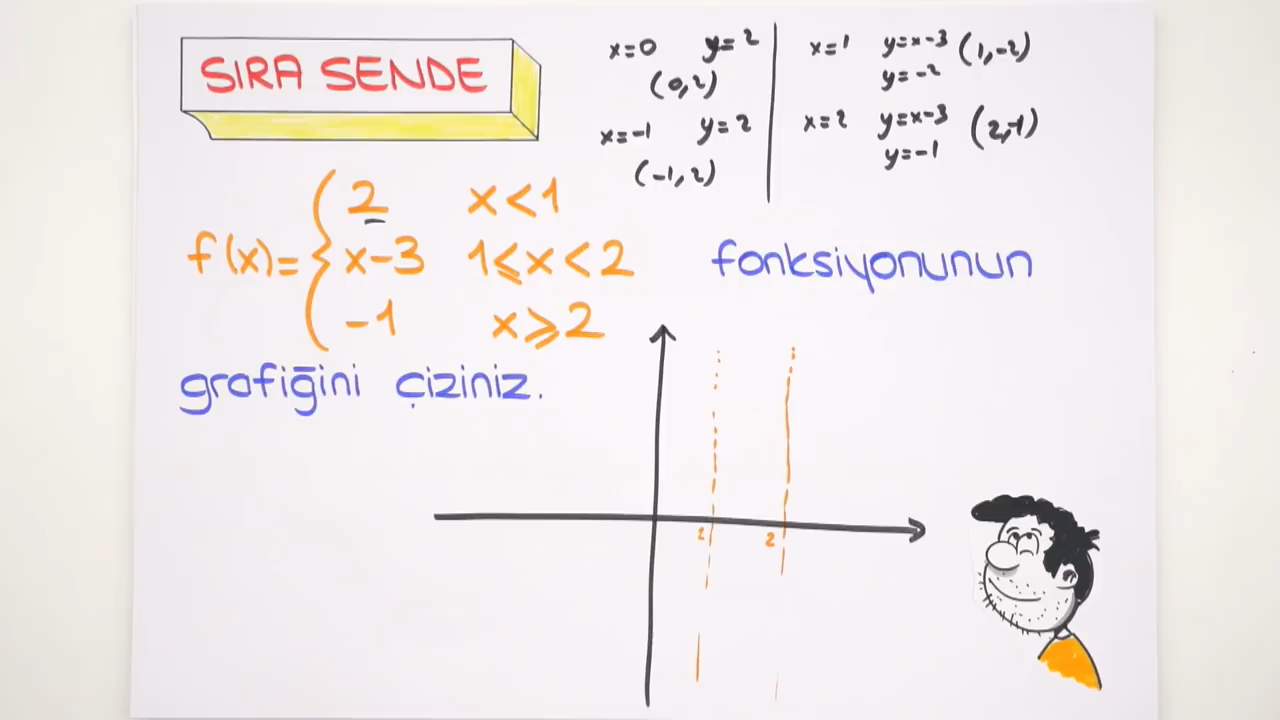 SIRA SENDE
x=0 y=2
(0,2)
x=-1 y=2
(-1,2)
x=1 y=x-3 (1,-2)
y=-2
x=2 y=x-3 (2,-1)
y=-1
f(x)= { 2 x<1
x-3 1≤x<2
-1 x≥2
fonksiyonunun
grafiğini çiziniz.
2 2